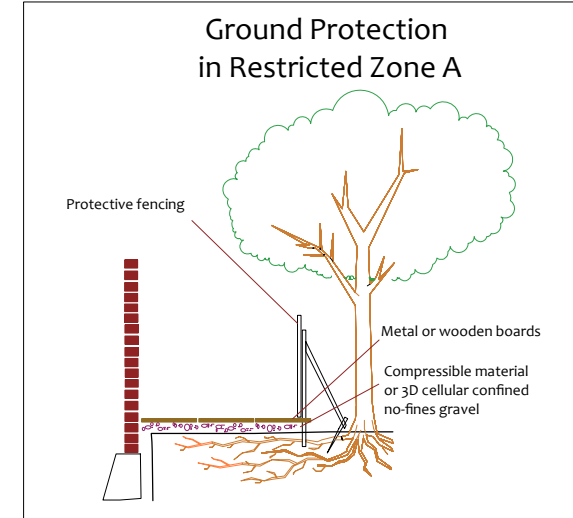 Ground Protection
in Restricted Zone A
Protective fencing
Metal or wooden boards
Compressible material
or 3D cellular confined
no-fines gravel